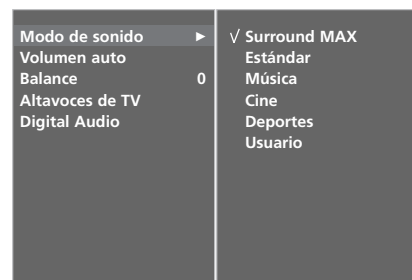 Modo de sonido ►
Volumen auto
Balance 0
Altavoces de TV
Digital Audio
√ Surround MAX
Estándar
Música
Cine
Deportes
Usuario